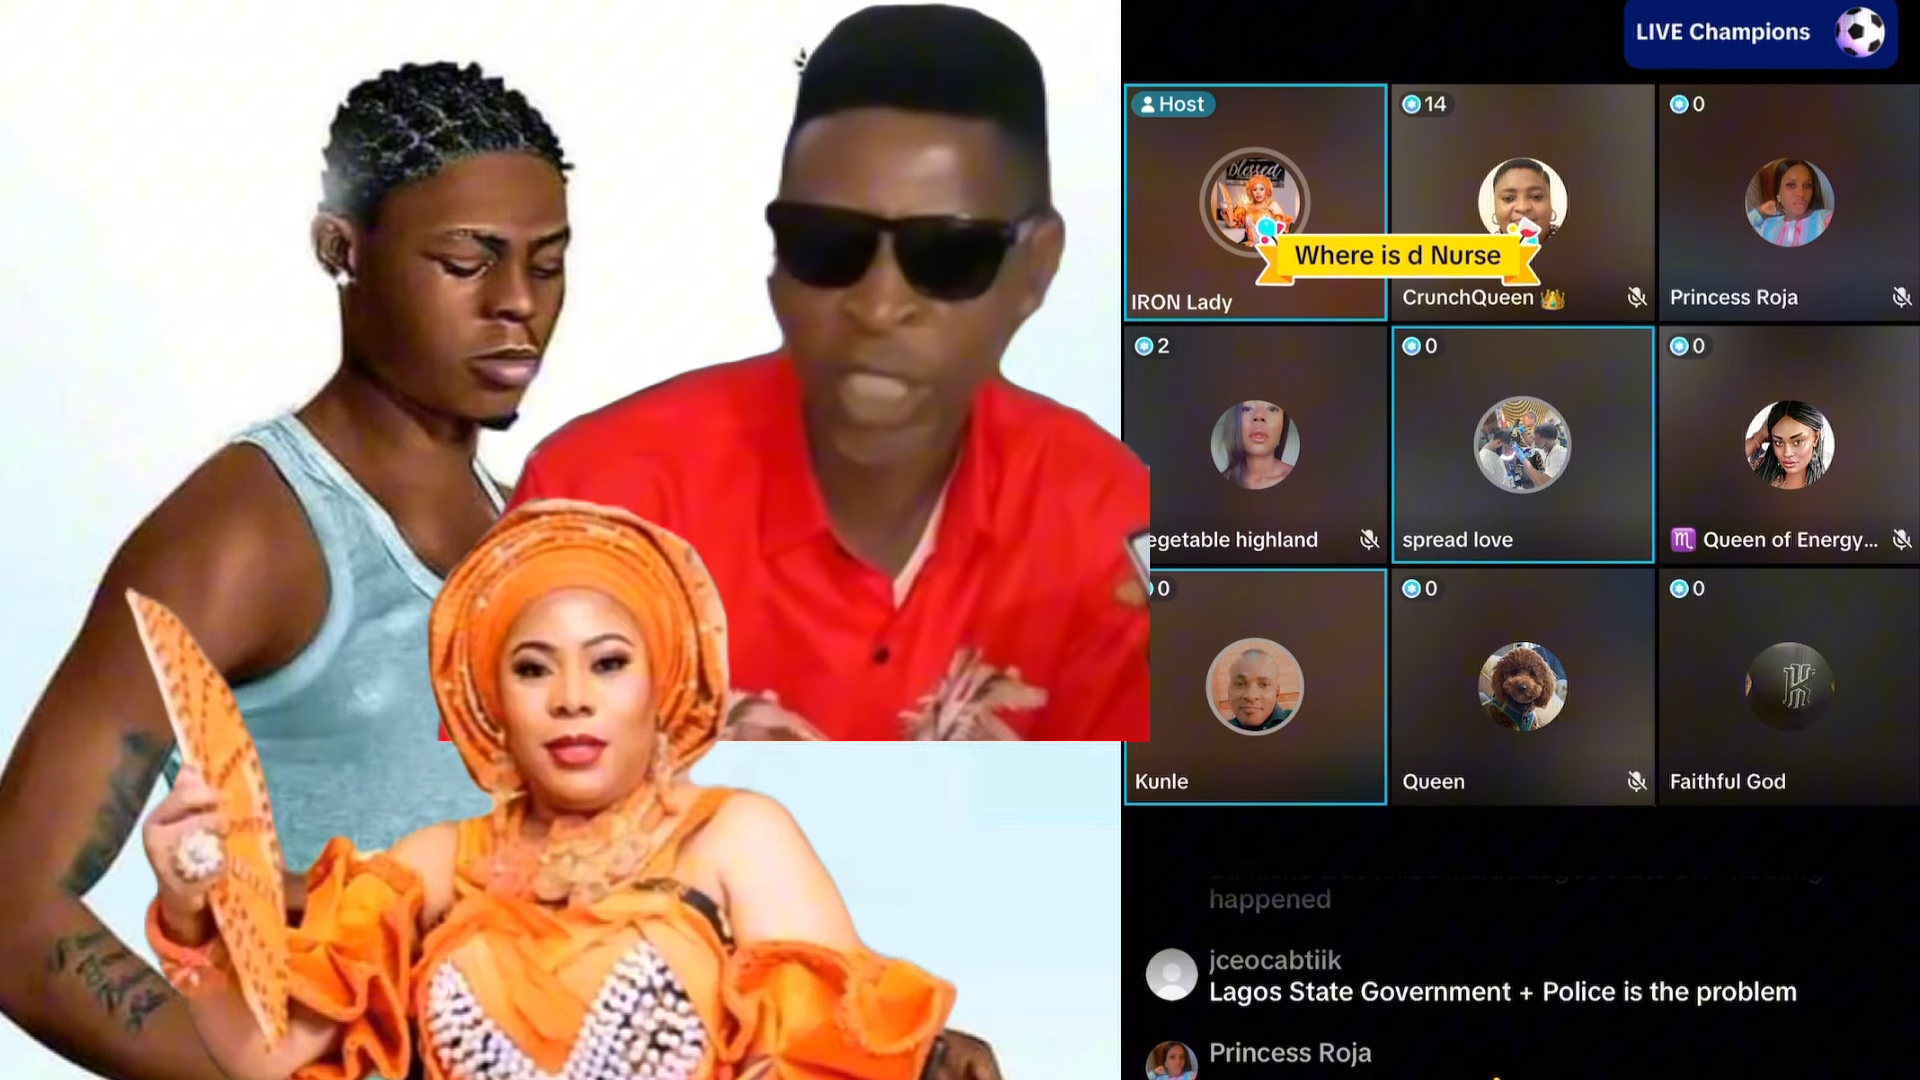 LIVE Champions
Host
14
0
Blessed
Where is d Nurse
IRON Lady
CrunchQueen 👑
Princess Roja
2
0
0
egetable highland
spread love
♏ Queen of Energy...
0
0
0
K
Kunle
Queen
Faithful God
happened
jceocabtiik
Lagos State Government + Police is the problem
Princess Roja